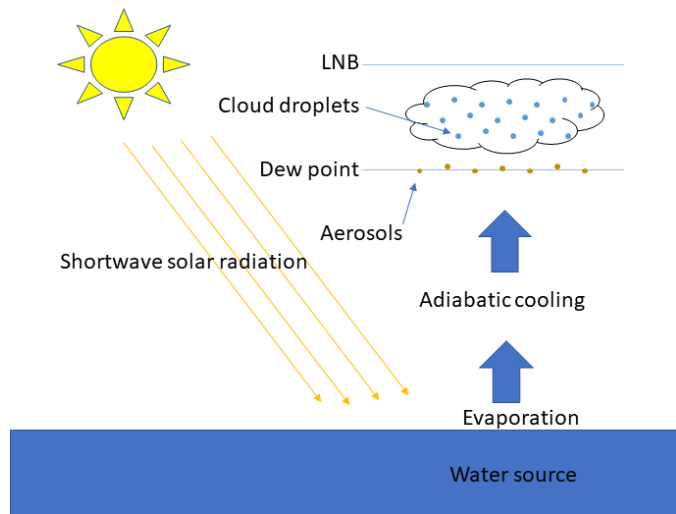 LNB
Cloud droplets
Dew point
Aerosols
Shortwave solar radiation
Adiabatic cooling
Evaporation
Water source